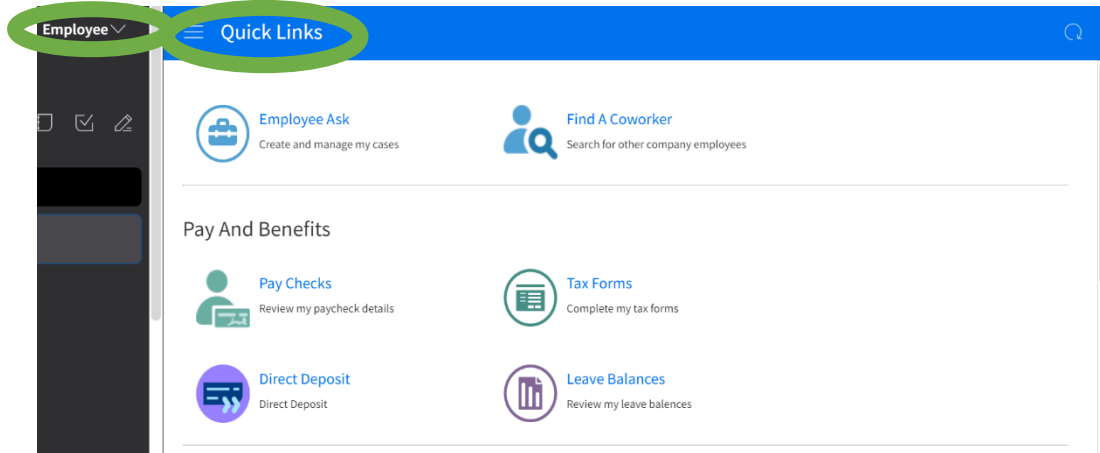 Employee
Quick Links
Employee Ask
Create and manage my cases
Find A Coworker
Search for other company employees
Pay And Benefits
Pay Checks
Review my paycheck details
Tax Forms
Complete my tax forms
Direct Deposit
Direct Deposit
Leave Balances
Review my leave balences